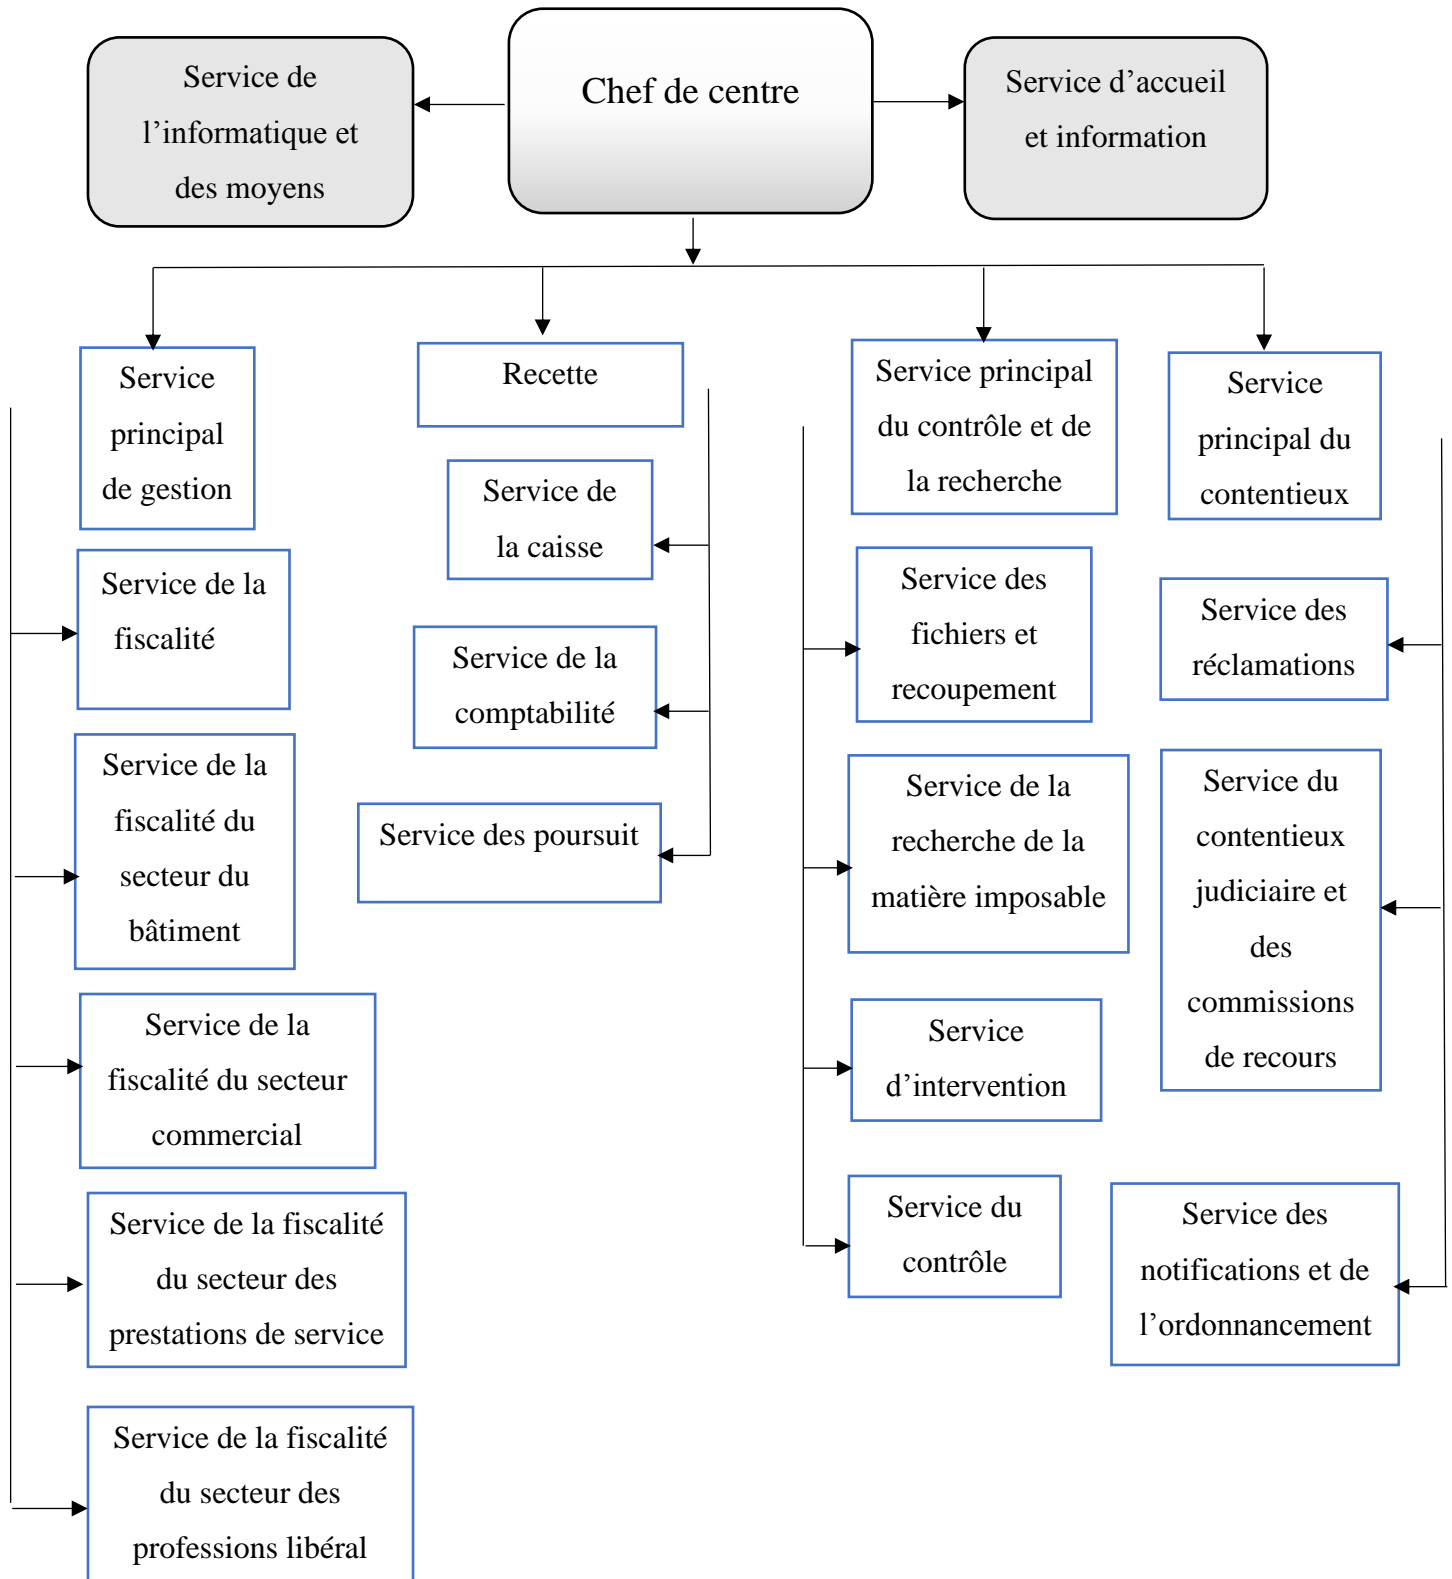 Service de
l’informatique et
des moyens
Chef de centre
Service d’accueil
et information
Service
principal
de gestion
Service de la
fiscalité
Service de la
fiscalité du
secteur du
bâtiment
Service de la
fiscalité du secteur
commercial
Service de la fiscalité
du secteur des
prestations de service
Service de la fiscalité
du secteur des
professions libéral
Recette
Service de
la caisse
Service de la
comptabilité
Service des poursuit
Service principal
du contrôle et de
la recherche
Service des
fichiers et
recoupement
Service de la
recherche de la
matière imposable
Service
d’intervention
Service du
contrôle
Service
principal du
contentieux
Service des
réclamations
Service du
contentieux
judiciaire et
des
commissions
de recours
Service des
notifications et de
l’ordonnancement